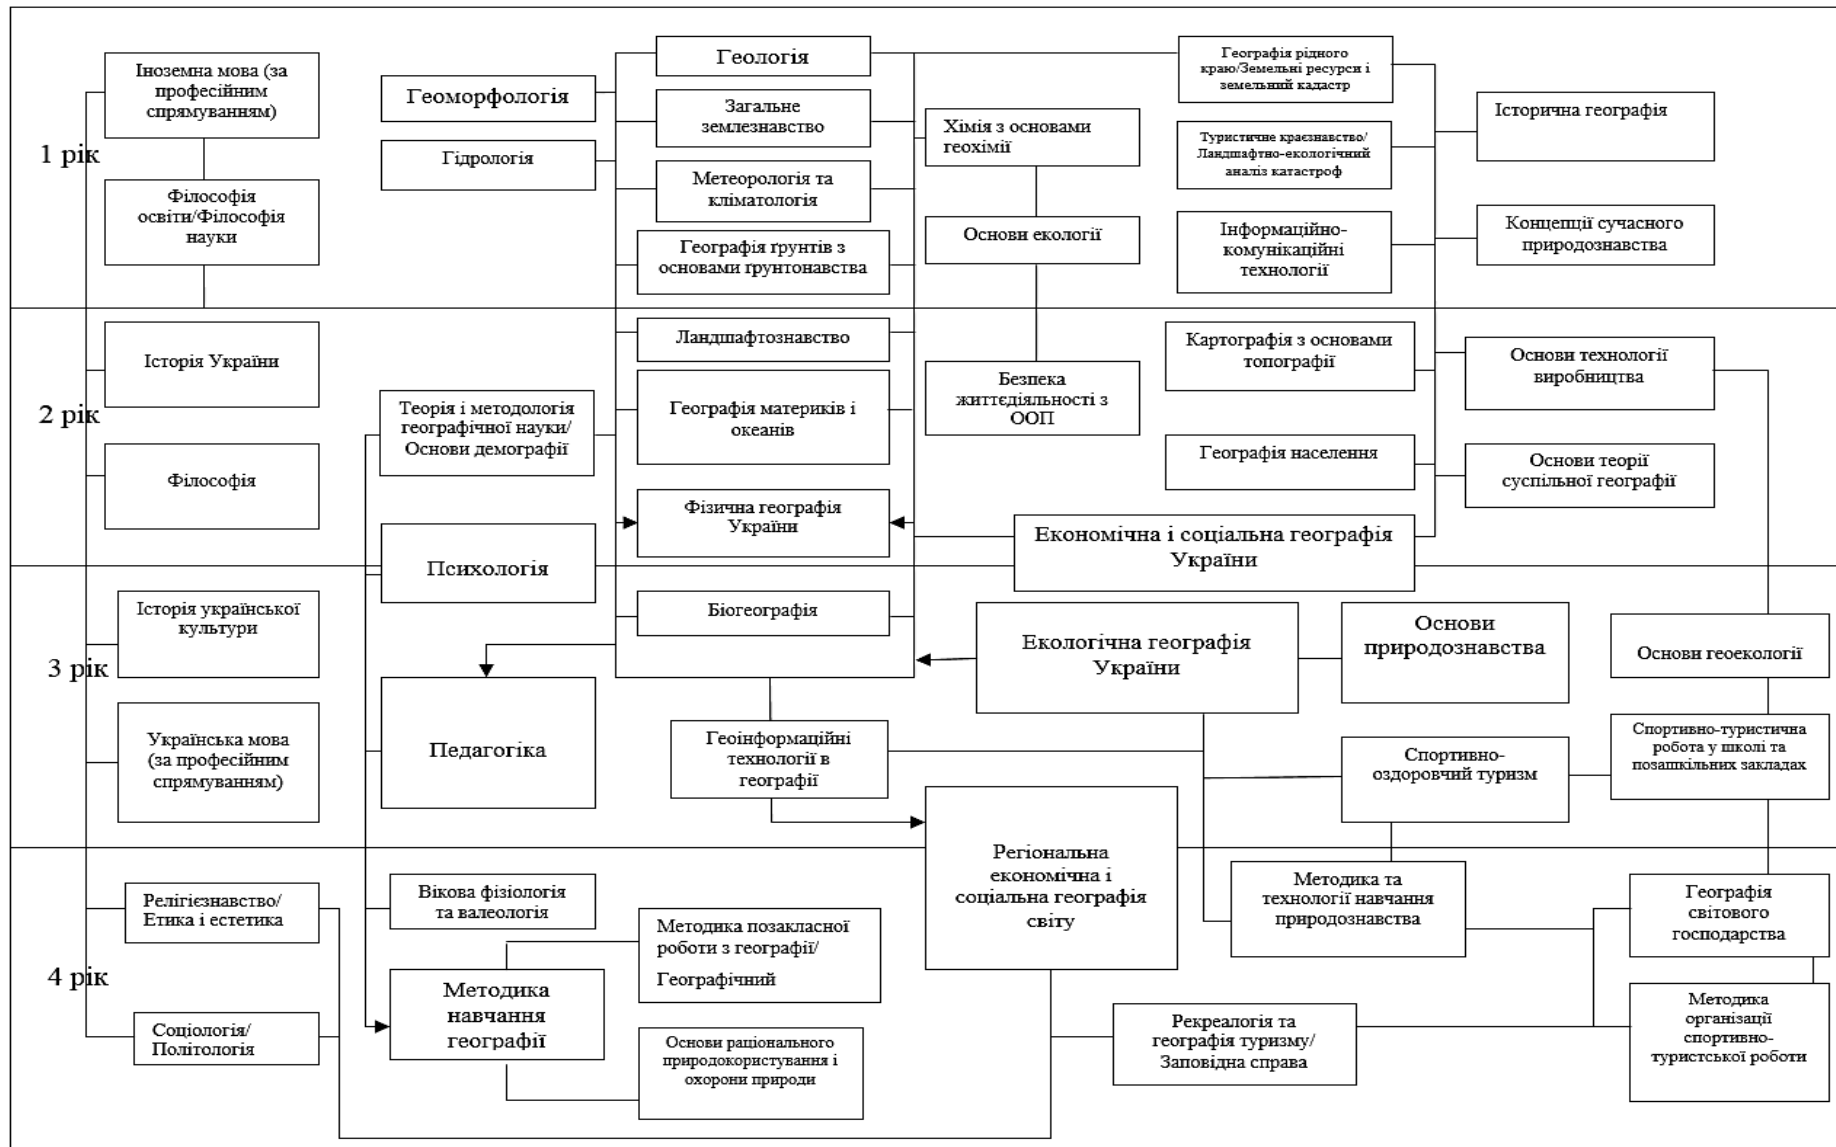 1 рік
Іноземна мова (за
професійним
спрямуванням)
Філософія
освіти/Філософія
науки
Геоморфологія
Гідрологія
Геологія
Загальне
землезнавство
Метеорологія та
кліматологія
Географія ґрунтів з
основами ґрунтонавства
Хімія з основами
геохімії
Основи екології
Географія рідного
краю/Земельні ресурси і
земельний кадастр
Туристичне краєзнавство/
Ландшафтно-екологічний
аналіз катастроф
Інформаційно-
комунікаційні
технології
Історична географія
Концепції сучасного
природознавства
2 рік
Історія України
Філософія
Теорія і методологія
географічної науки/
Основи демографії
Психологія
Ландшафтознавство
Географія материків і
океанів
Фізична географія
України
Безпека
життєдіяльності з
ООП
Картографія з основами
топографії
Географія населення
Основи технології
виробництва
Основи теорії
суспільної географії
Економічна і соціальна географія
України
3 рік
Історія української
культури
Українська мова
(за професійним
спрямуванням)
Педагогіка
Біогеографія
Геоінформаційні
технології в
географії
Екологічна географія
України
Основи
природознавства
Основи геоекології
Спортивно-
оздоровчий туризм
Спортивно-туристична
робота у школі та
позашкільних закладах
4 рік
Релігієзнавство/
Етика і естетика
Соціологія/
Політологія
Вікова фізіологія
та валеологія
Методика
навчання
географії
Методика позакласної
роботи з географії/
Географічний
Основи раціонального
природокористування і
охорони природи
Регіональна
економічна і
соціальна географія
світу
Методика та
технології навчання
природознавства
Рекреалогія та
географія туризму/
Заповідна справа
Географія
світового
господарства
Методика
організації
спортивно-
туристської роботи